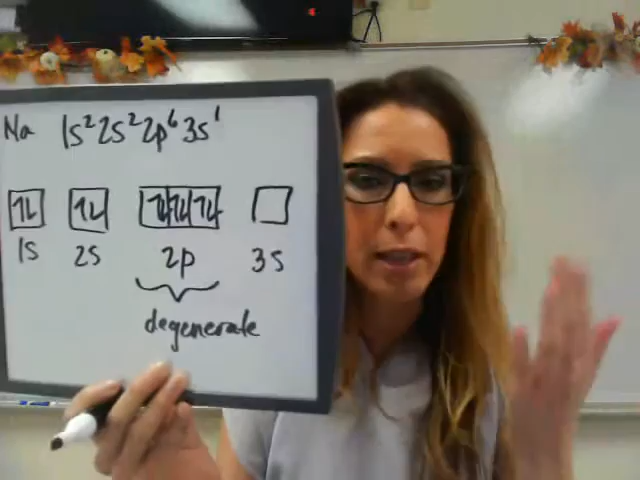 Na 1s² 2s² 2p⁶ 3s¹
1s 2s 2p 3s
degenerate